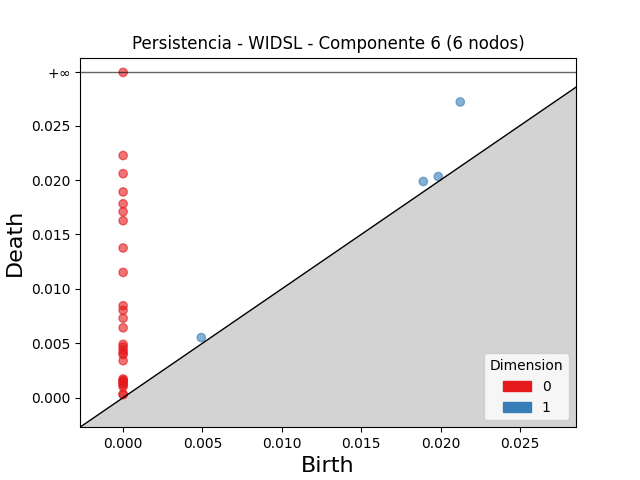 Persistencia - WIDSL - Componente 6 (6 nodos)
+∞
0.025
0.020
0.015
0.010
0.005
0.000
Death
0.000 0.005 0.010 0.015 0.020 0.025
Birth
Dimension
0
1